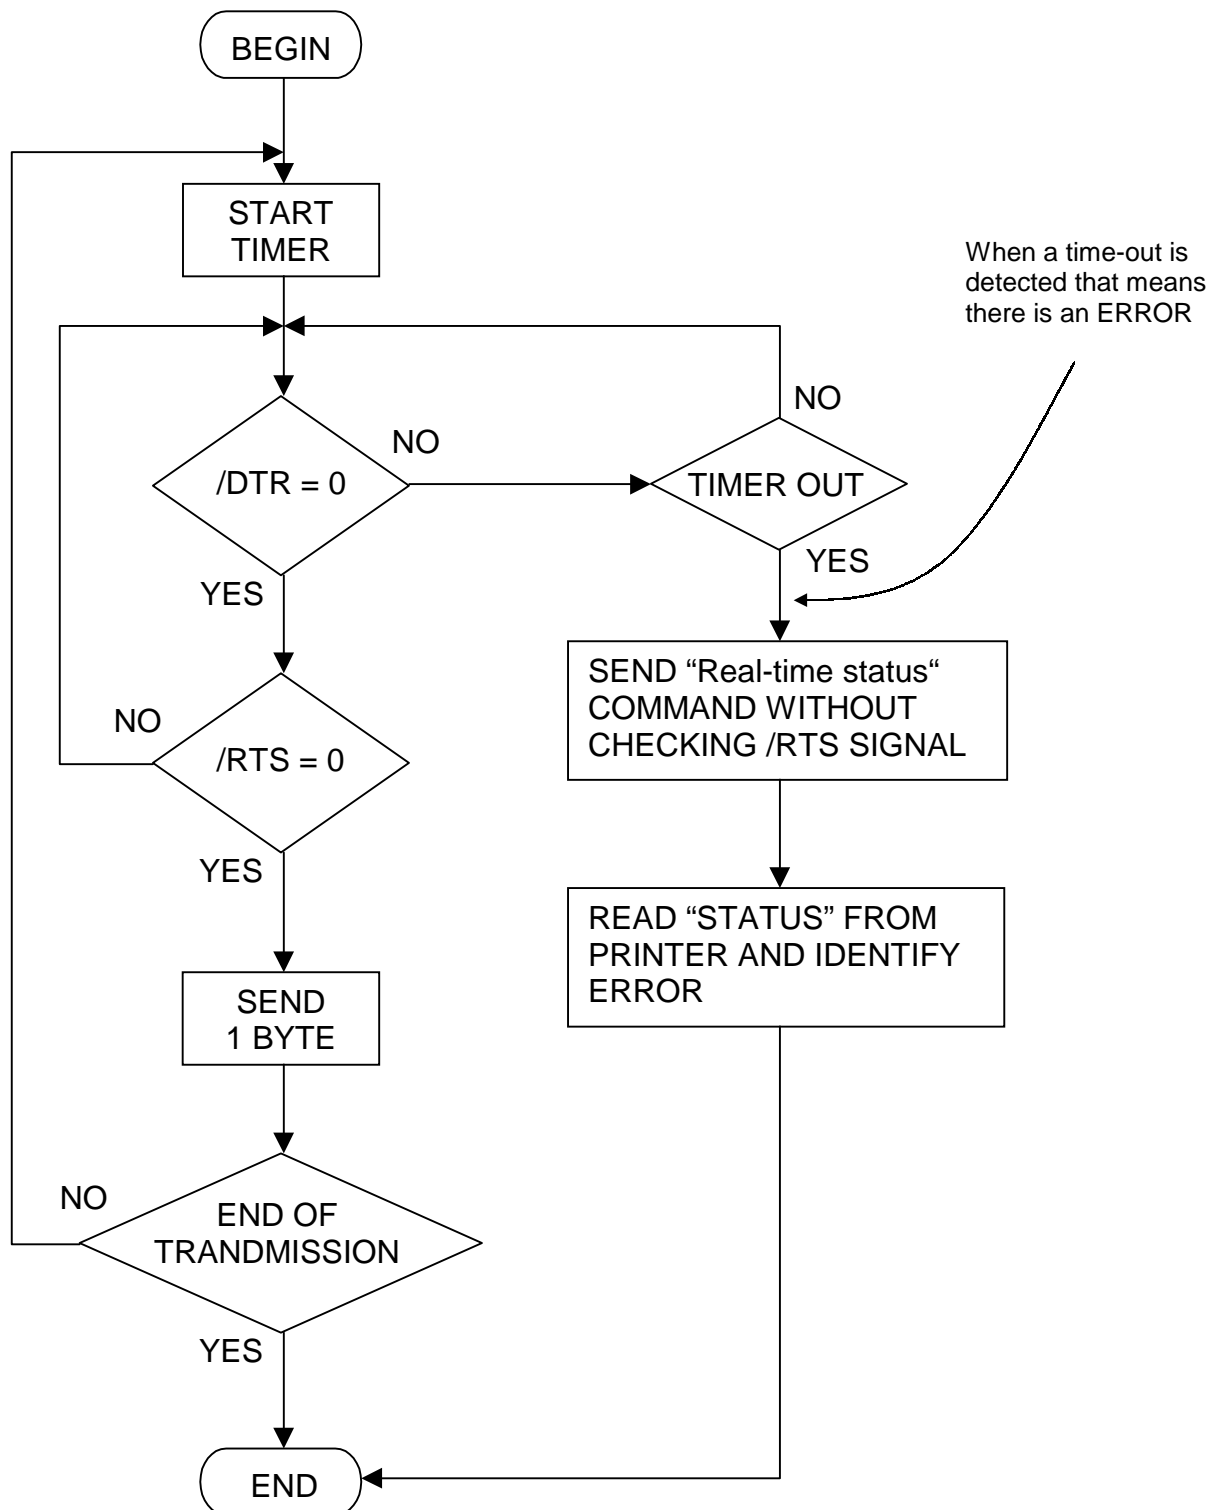 BEGIN
START
TIMER
When a time-out is
detected that means
there is an ERROR
NO
NO
/DTR = 0
TIMER OUT
YES
YES
SEND “Real-time status“
COMMAND WITHOUT
CHECKING /RTS SIGNAL
NO
/RTS = 0
YES
READ “STATUS” FROM
PRINTER AND IDENTIFY
ERROR
SEND
1 BYTE
NO
END OF
TRANDMISSION
YES
END